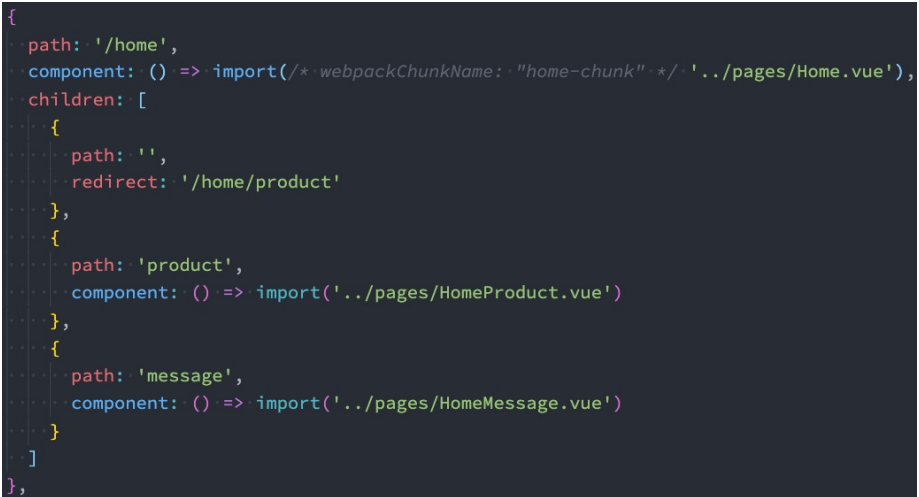 {
  path: '/home',
  component: () => import(/* webpackChunkName: "home-chunk" */ '../pages/Home.vue'),
  children: [
    {
      path: '',
      redirect: '/home/product'
    },
    {
      path: 'product',
      component: () => import('../pages/HomeProduct.vue')
    },
    {
      path: 'message',
      component: () => import('../pages/HomeMessage.vue')
    }
  ]
},